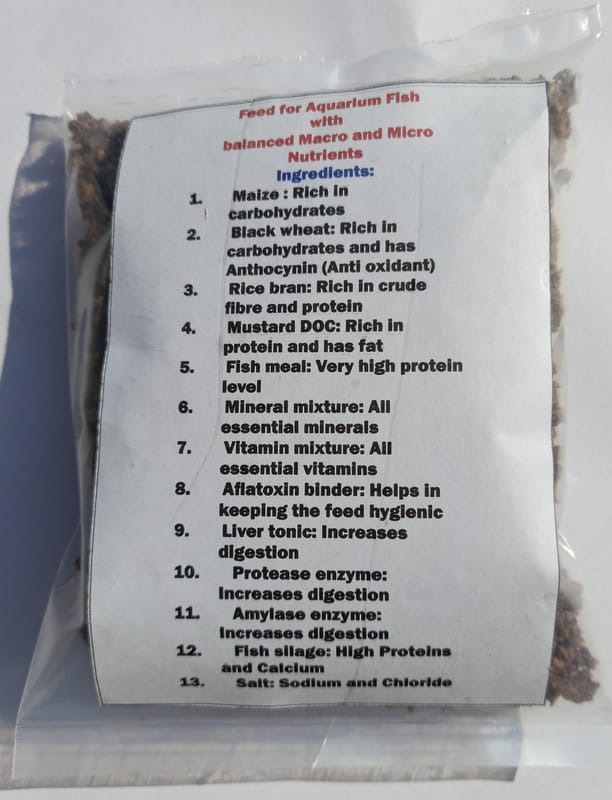 Feed for Aquarium Fish
with
balanced Macro and Micro
Nutrients
Ingredients:
1. Maize : Rich in
carbohydrates
2. Black wheat: Rich in
carbohydrates and has
Anthocynin (Anti oxidant)
3. Rice bran: Rich in crude
fibre and protein
4. Mustard DOC: Rich in
protein and has fat
5. Fish meal: Very high protein
level
6. Mineral mixture: All
essential minerals
7. Vitamin mixture: All
essential vitamins
8. Aflatoxin binder: Helps in
keeping the feed hygienic
9. Liver tonic: Increases
digestion
10. Protease enzyme:
Increases digestion
11. Amylase enzyme:
Increases digestion
12. Fish silage: High Proteins
and Calcium
13. Salt: Sodium and Chloride